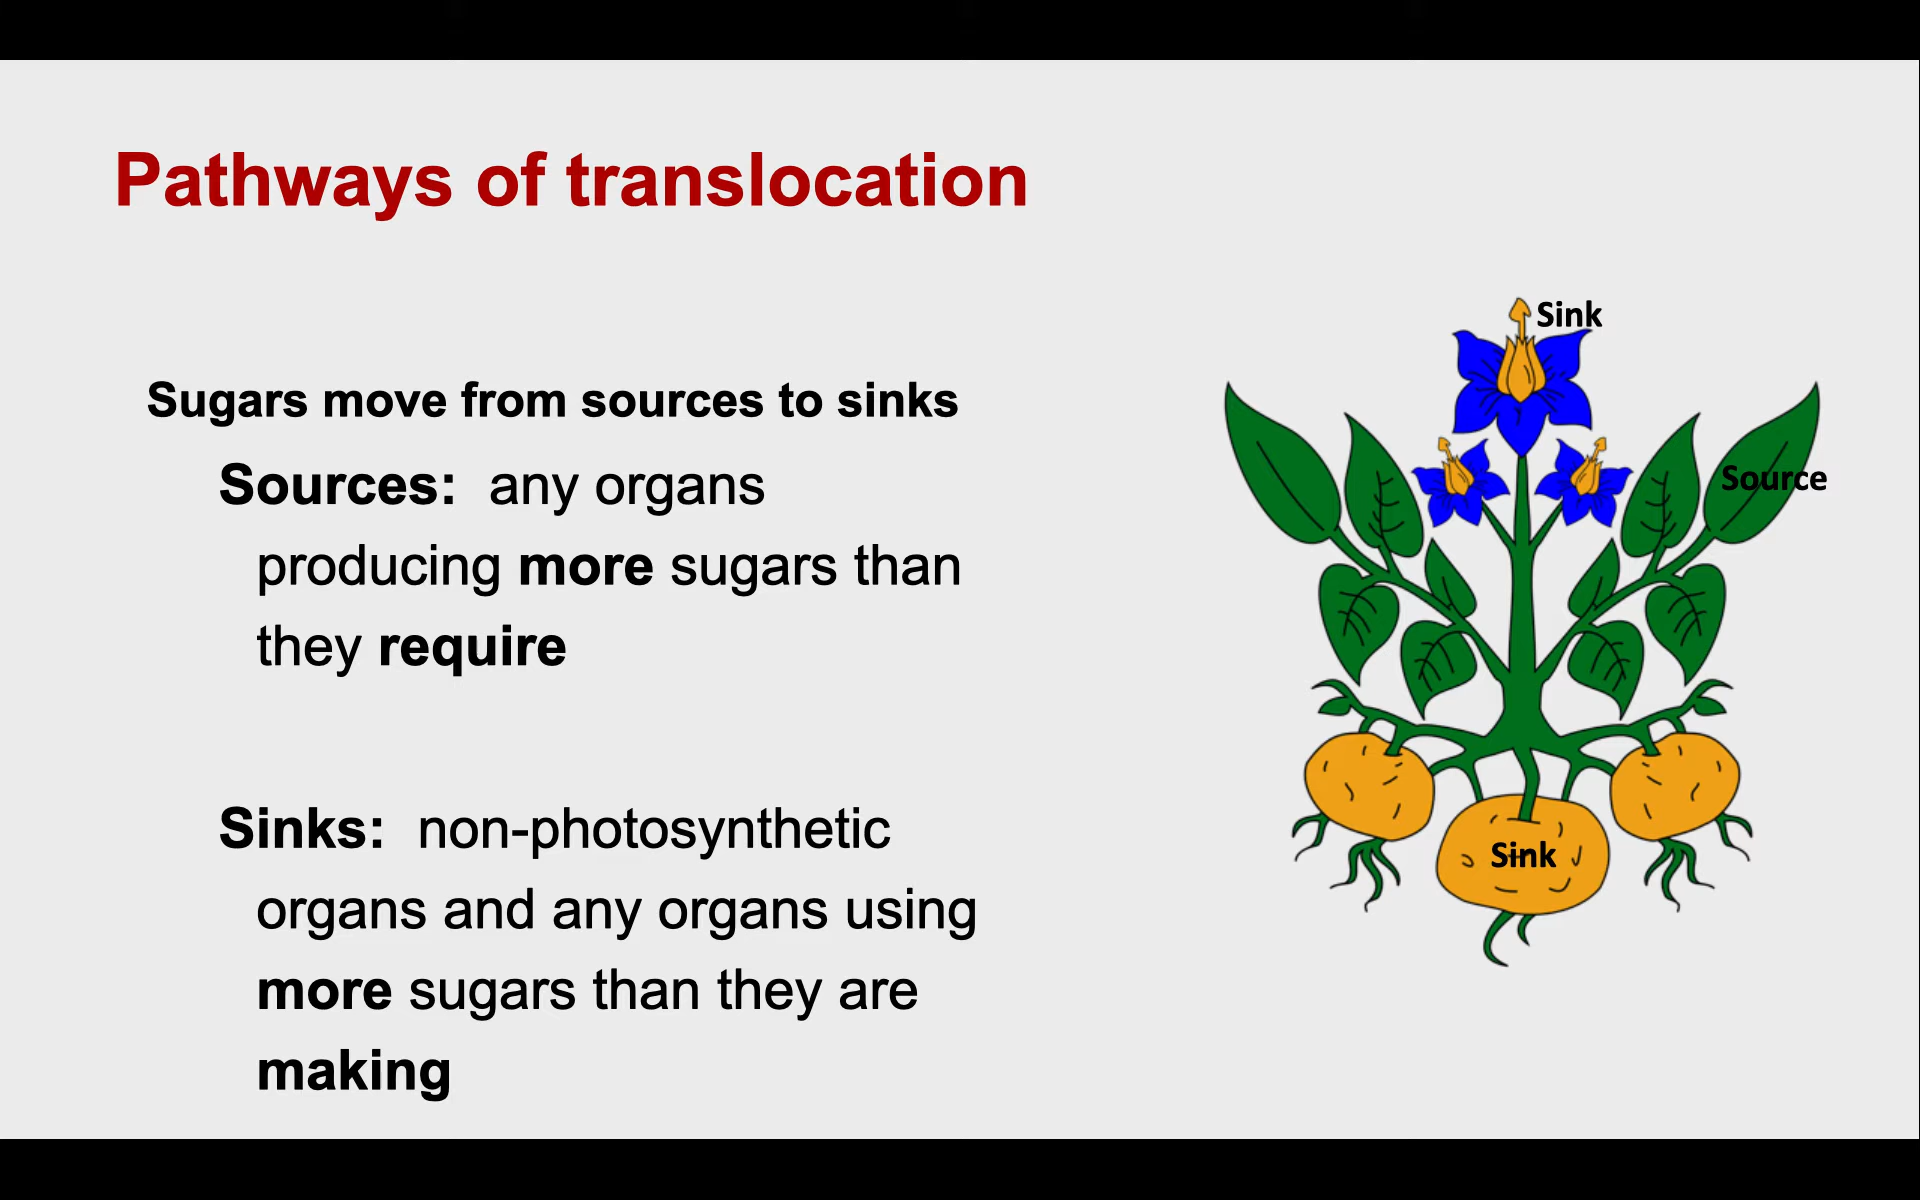 Pathways of translocation
Sugars move from sources to sinks
Sources: any organs
producing more sugars than
they require
Sinks: non-photosynthetic
organs and any organs using
more sugars than they are
making
Sink
Source
Sink